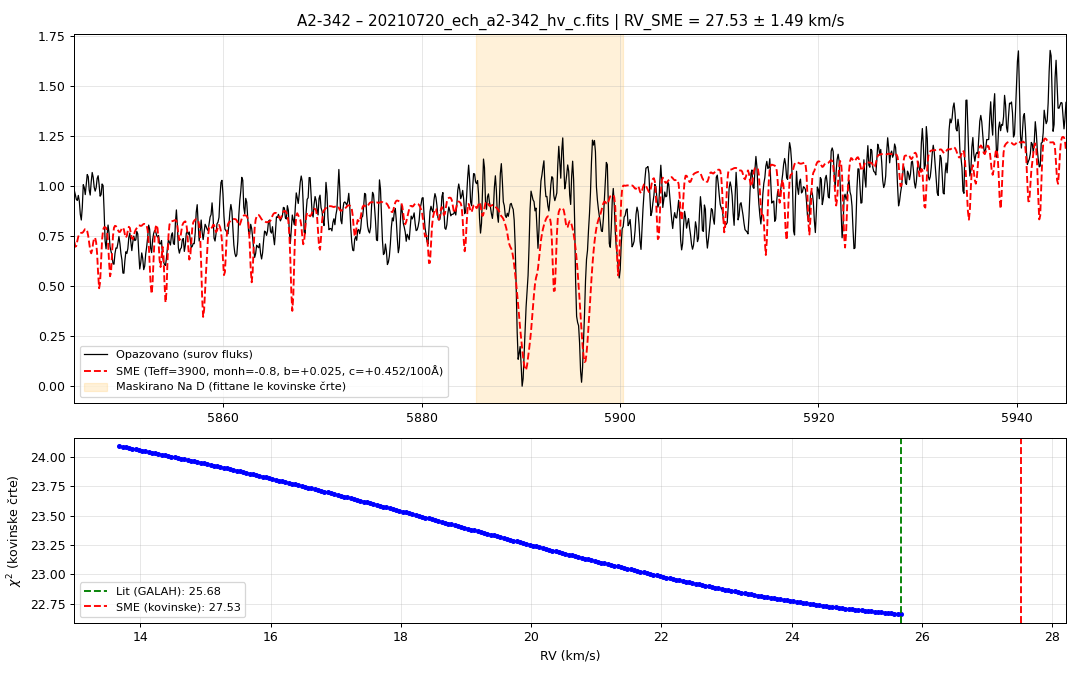 A2-342 – 20210720_ech_a2-342_hv_c.fits | RV_SME = 27.53 ± 1.49 km/s
1.75
1.50
1.25
1.00
0.75
0.50
0.25
0.00
Opazovano (surov fluks)
SME (Teff=3900, monh=-0.8, b=+0.025, c=+0.452/100Å)
Maskirano Na D (fittane le kovinske črte)
5860 5880 5900 5920 5940
24.00
23.75
23.50
23.25
23.00
22.75
χ² (kovinske črte)
Lit (GALAH): 25.68
SME (kovinske): 27.53
14 16 18 20 22 24 26 28
RV (km/s)